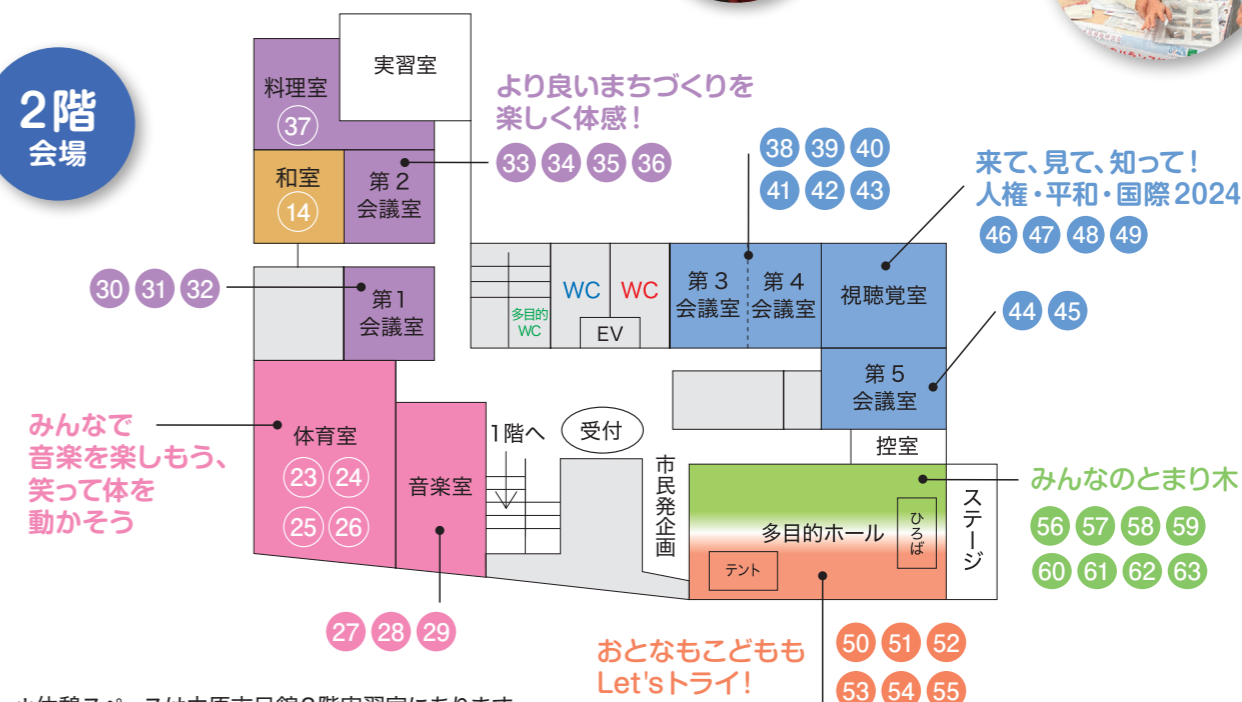 2階
会場
料理室
37
実習室
和室
14
第2
会議室
より良いまちづくりを
楽しく体感！
33 34 35 36
38 39 40
41 42 43
来て、見て、知って！
人権・平和・国際2024
46 47 48 49
30 31 32
第1
会議室
多目的
WC
WC
WC
EV
第3
会議室
第4
会議室
視聴覚室
44 45
第5
会議室
控室
みんなで
音楽を楽しもう、
笑って体を
動かそう
体育室
23 24
25 26
音楽室
27 28 29
1階へ
受付
市民発企画
多目的ホール
テント
ひろば
ステージ
みんなのとまり木
56 57 58 59
60 61 62 63
おとなもこどもも
Let'sトライ！
50 51 52
53 54 55